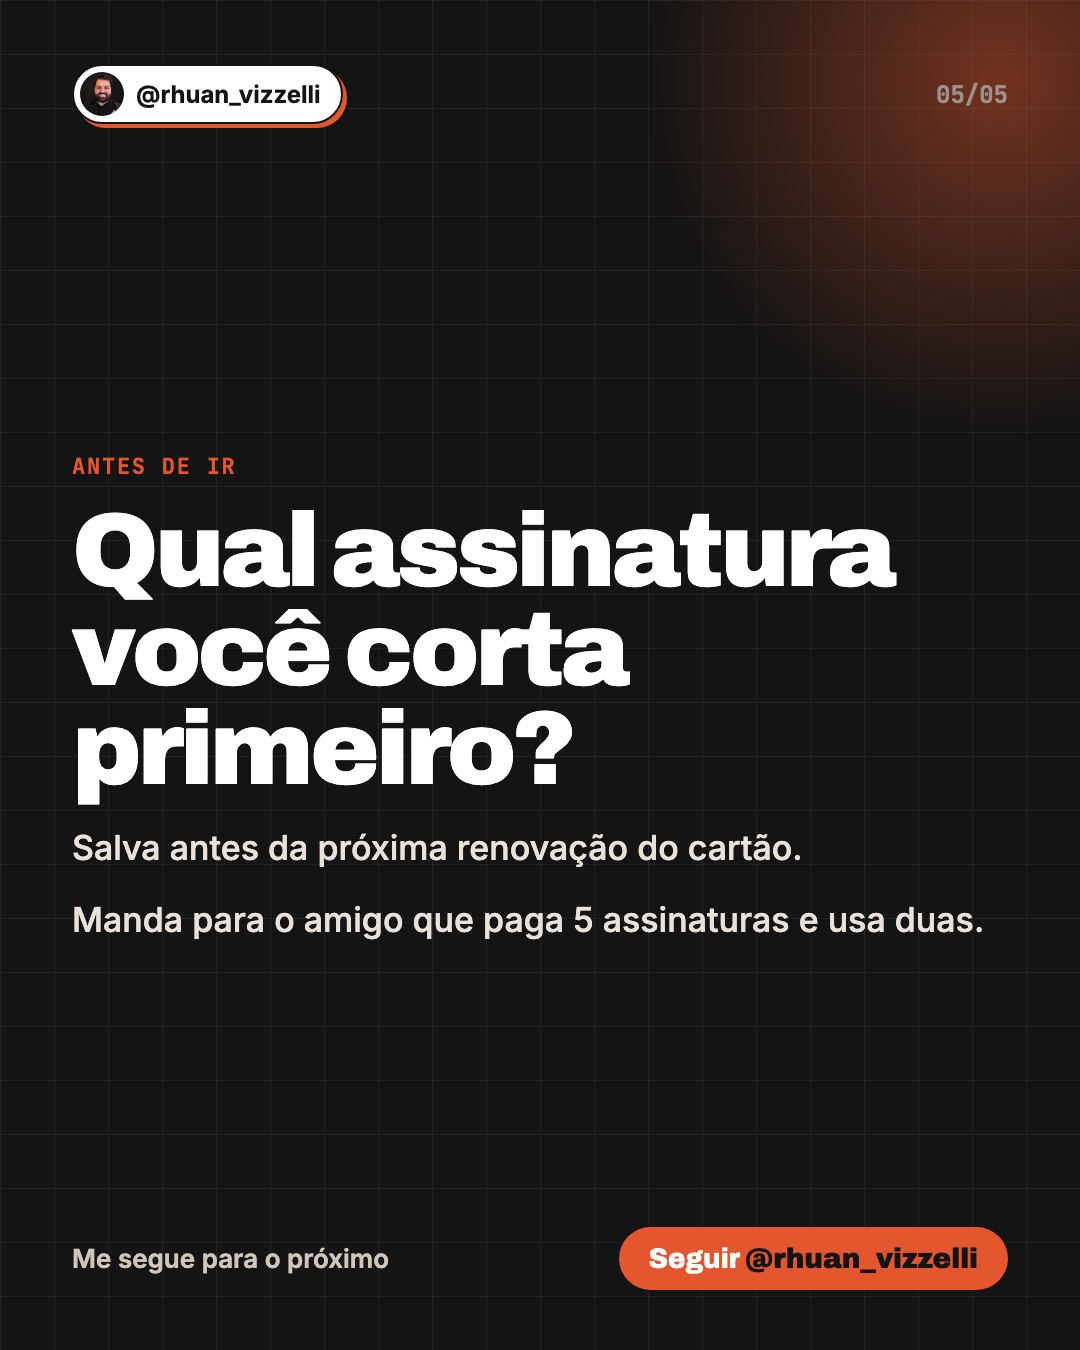 @rhuan_vizzelli
05/05
ANTES DE IR
Qual assinatura
você corta
primeiro?
Salva antes da próxima renovação do cartão.
Manda para o amigo que paga 5 assinaturas e usa duas.
Me segue para o próximo
Seguir @rhuan_vizzelli